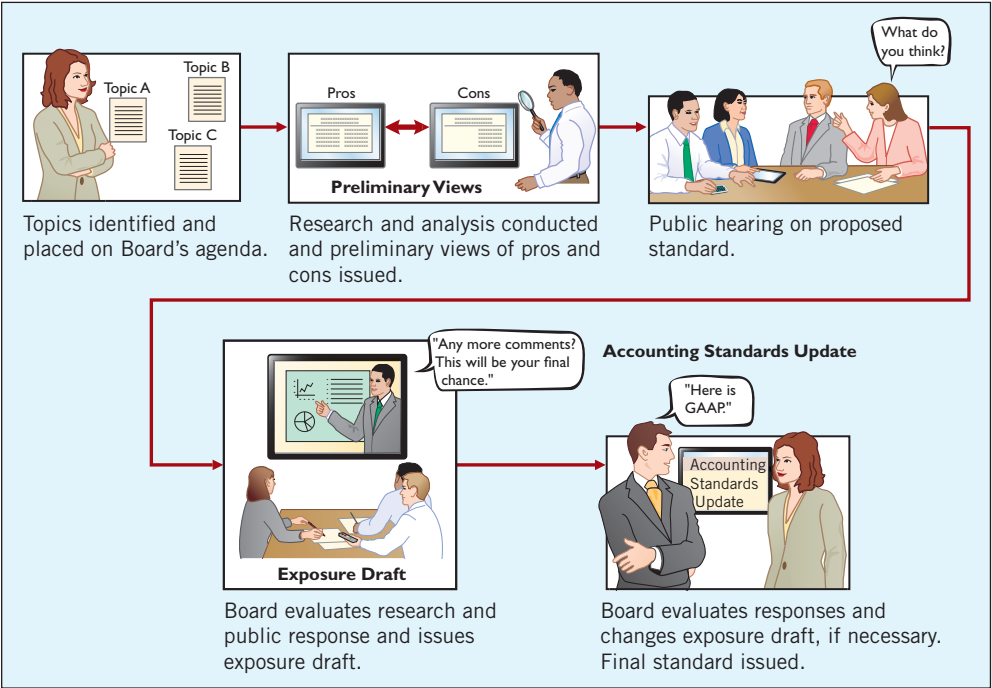 Topic A
Topic B
Topic C
Topics identified and
placed on Board's agenda.
Pros
Cons
Preliminary Views
Research and analysis conducted
and preliminary views of pros and
cons issued.
What do
you think?
Public hearing on proposed
standard.
"Any more comments?
This will be your final
chance."
Exposure Draft
Board evaluates research and
public response and issues
exposure draft.
Accounting Standards Update
"Here is
GAAP."
Accounting
Standards
Update
Board evaluates responses and
changes exposure draft, if necessary.
Final standard issued.